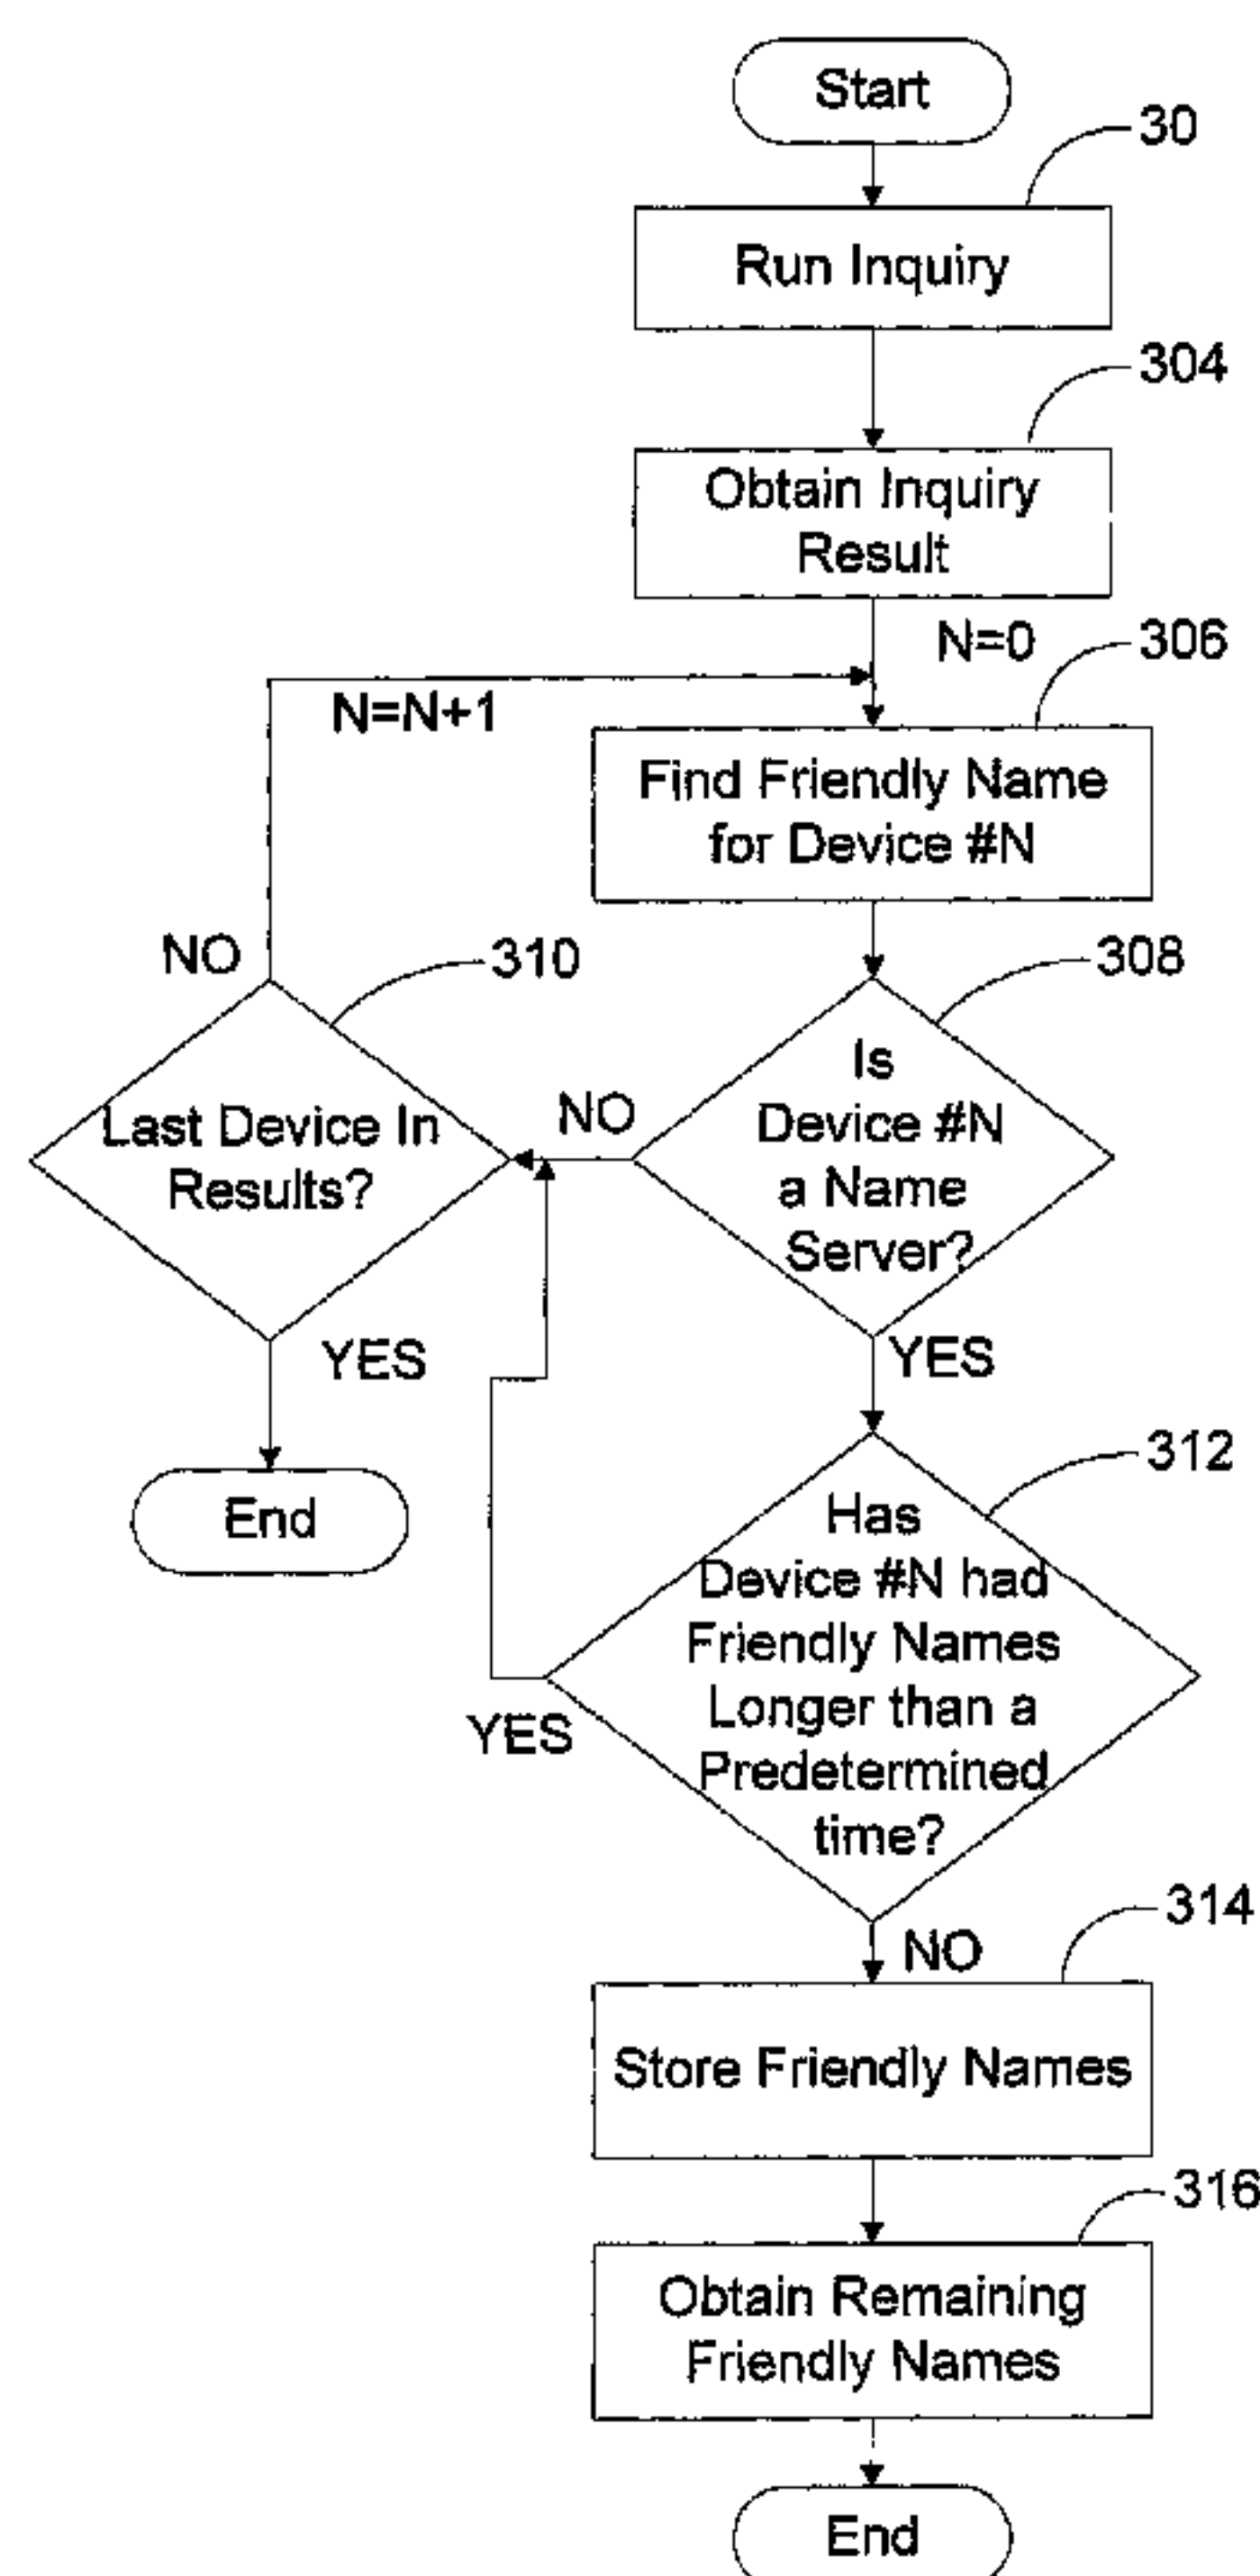 Start
30
Run Inquiry
304
Obtain Inquiry
Result
N=0
306
N=N+1
Find Friendly Name
for Device #N
NO
310
308
Last Device In
Results?
NO
Is
Device #N
a Name
Server?
YES
YES
End
312
Has
Device #N had
Friendly Names
Longer than a
Predetermined
time?
YES
NO
314
Store Friendly Names
316
Obtain Remaining
Friendly Names
End